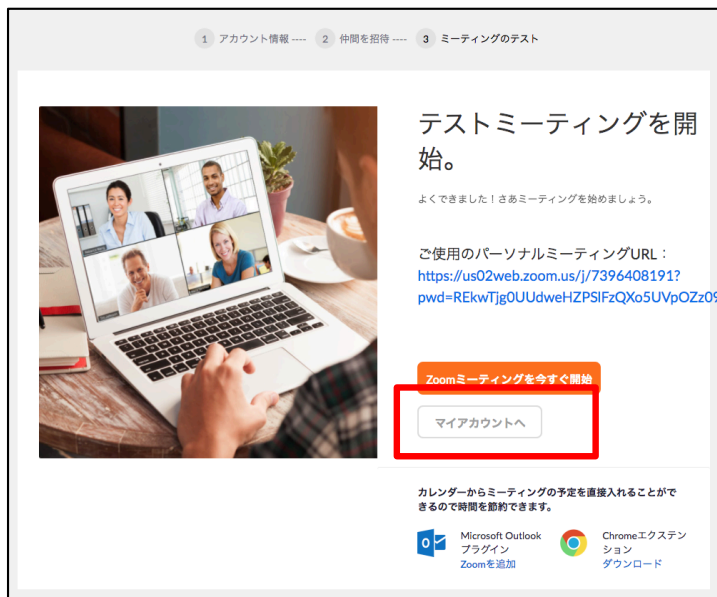 1 アカウント情報 ---- 2 仲間を招待 ---- 3 ミーティングのテスト
テストミーティングを開
始。
よくできました！さあミーティングを始めましょう。
ご使用のパーソナルミーティングURL：
https://us02web.zoom.us/j/7396408191?
pwd=REkwTjg0UUdweHZPSlFzQXo5UVpOZz09
Zoomミーティングを今すぐ開始
マイアカウントへ
カレンダーからミーティングの予定を直接入れることがで
きるので時間を節約できます。
Microsoft Outlook
プラグイン
Zoomを追加
Chromeエクステン
ション
ダウンロード